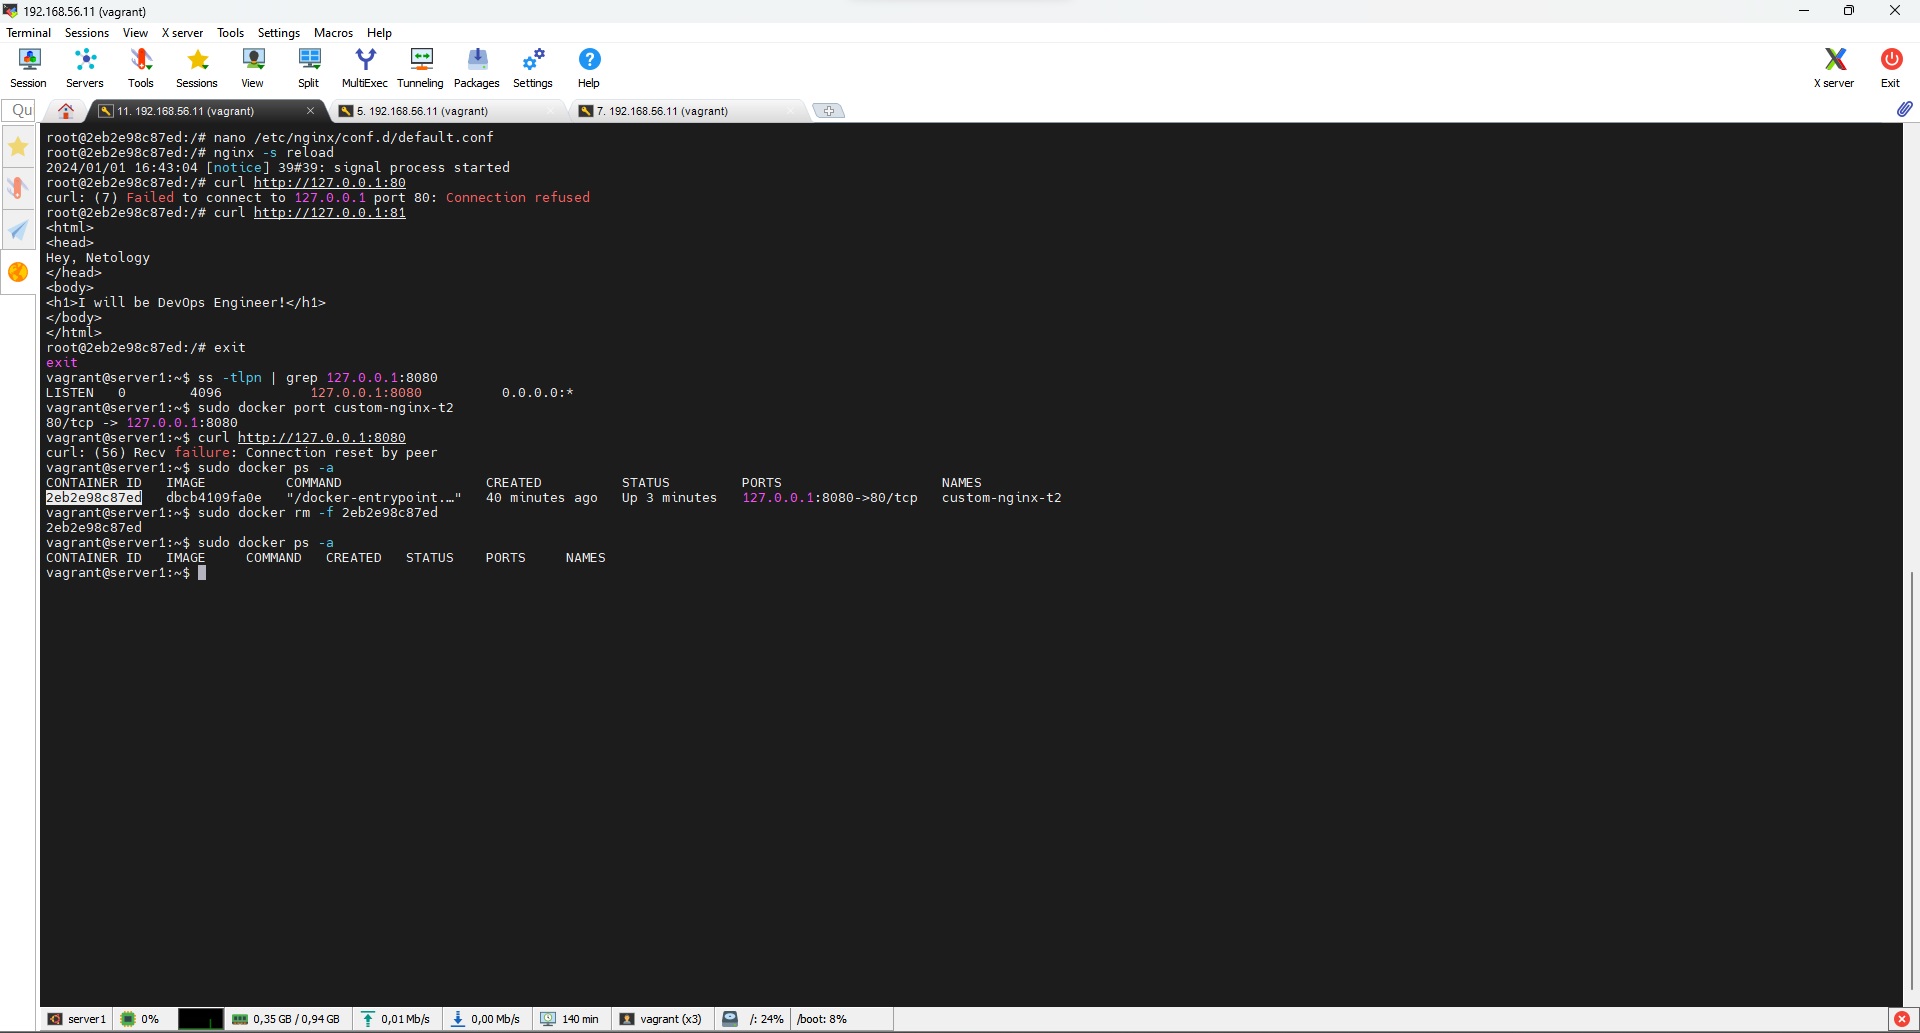 192.168.56.11 (vagrant)
Terminal Sessions View X server Tools Settings Macros Help
Session Servers Tools Sessions View Split MultiExec Tunneling Packages Settings Help X server Exit
Qu 11. 192.168.56.11 (vagrant) 5. 192.168.56.11 (vagrant) 7. 192.168.56.11 (vagrant)
root@2eb2e98c87ed:/# nano /etc/nginx/conf.d/default.conf
root@2eb2e98c87ed:/# nginx -s reload
2024/01/01 16:43:04 [notice] 39#39: signal process started
root@2eb2e98c87ed:/# curl http://127.0.0.1:80
curl: (7) Failed to connect to 127.0.0.1 port 80: Connection refused
root@2eb2e98c87ed:/# curl http://127.0.0.1:81
<html>
<head>
Hey, Netology
</head>
<body>
<h1>I will be DevOps Engineer!</h1>
</body>
</html>
root@2eb2e98c87ed:/# exit
exit
vagrant@server1:~$ ss -tlpn | grep 127.0.0.1:8080
LISTEN 0 4096 127.0.0.1:8080 0.0.0.0:*
vagrant@server1:~$ sudo docker port custom-nginx-t2
80/tcp -> 127.0.0.1:8080
vagrant@server1:~$ curl http://127.0.0.1:8080
curl: (56) Recv failure: Connection reset by peer
vagrant@server1:~$ sudo docker ps -a
CONTAINER ID IMAGE COMMAND CREATED STATUS PORTS NAMES
2eb2e98c87ed dbcb4109fa0e "/docker-entrypoint.…" 40 minutes ago Up 3 minutes 127.0.0.1:8080->80/tcp custom-nginx-t2
vagrant@server1:~$ sudo docker rm -f 2eb2e98c87ed
2eb2e98c87ed
vagrant@server1:~$ sudo docker ps -a
CONTAINER ID IMAGE COMMAND CREATED STATUS PORTS NAMES
vagrant@server1:~$
server1 0% 0,35 GB / 0,94 GB 0,01 Mb/s 0,00 Mb/s 140 min vagrant (x3) /: 24% /boot: 8%